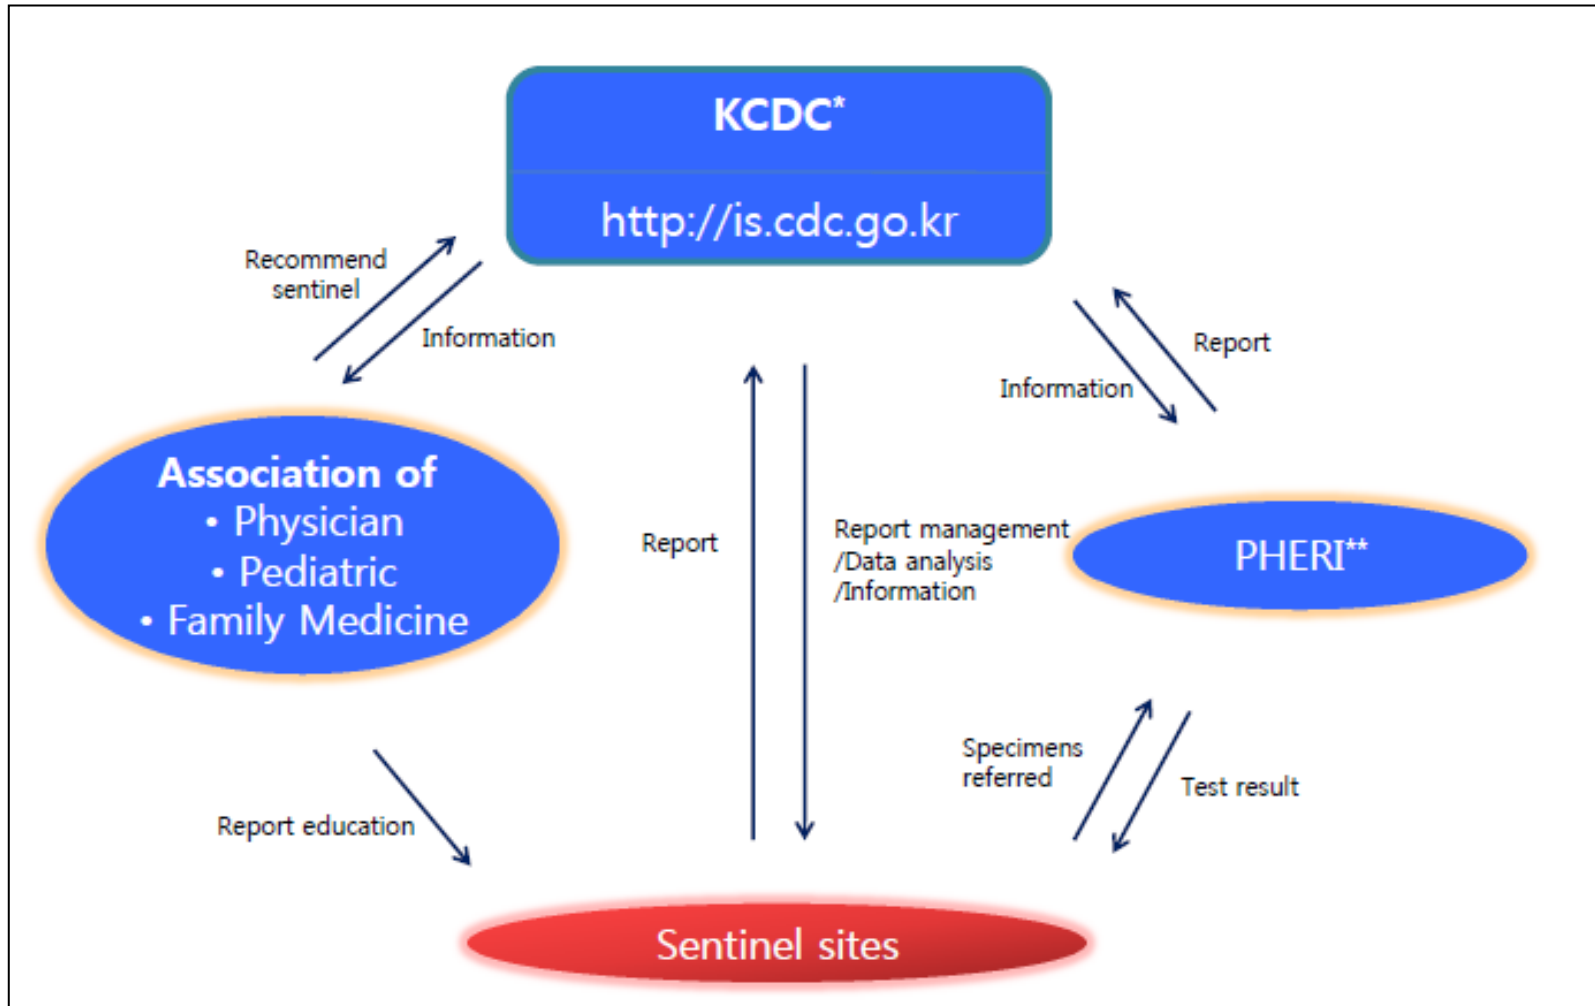 KCDC*
http://is.cdc.go.kr
Recommend
sentinel
Information
Report
Information
Association of
• Physician
• Pediatric
• Family Medicine
Report
Report management
/Data analysis
/Information
PHERI**
Specimens
referred
Test result
Report education
Sentinel sites